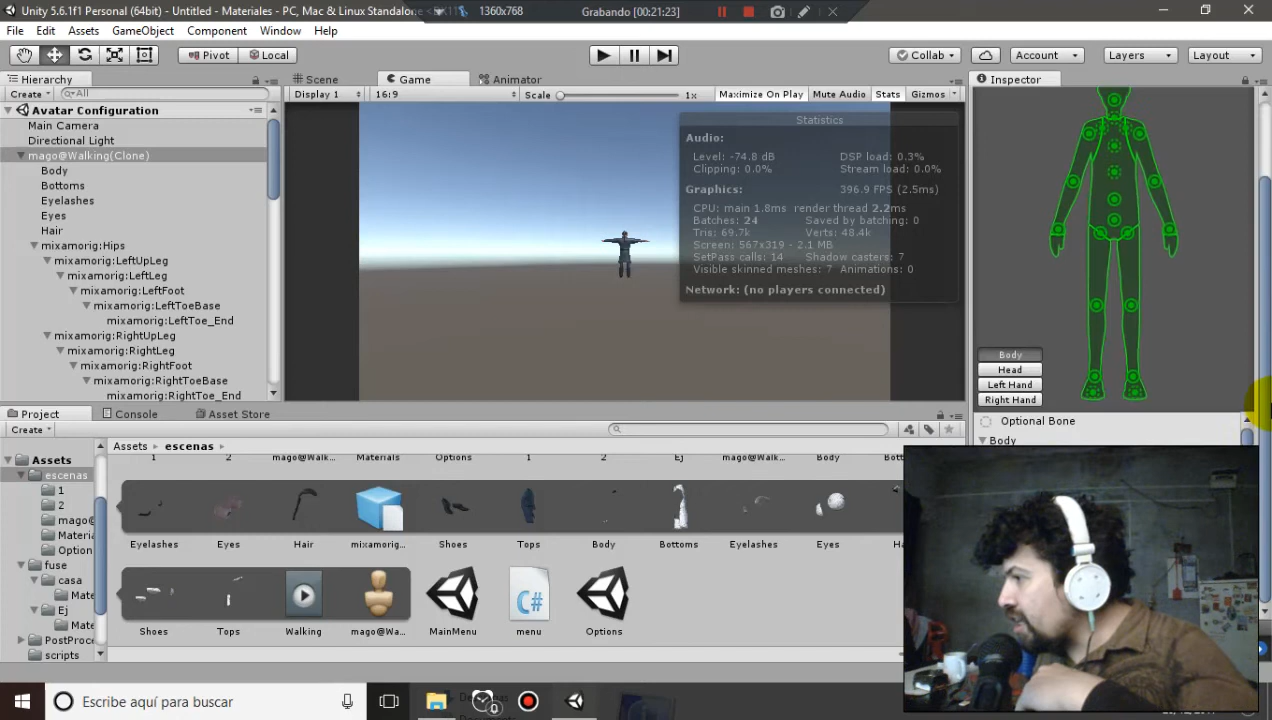 Unity 5.6.1f1 Personal (64bit) - Untitled - Materiales - PC, Mac & Linux Standalone
1360x768
Grabando [00:21:23]
File Edit Assets GameObject Component Window Help
Pivot Local
Collab Account Layers Layout
Hierarchy
Create All
Avatar Configuration
Main Camera
Directional Light
mago@Walking(Clone)
Body
Bottoms
Eyelashes
Eyes
Hair
mixamorig:Hips
mixamorig:LeftUpLeg
mixamorig:LeftLeg
mixamorig:LeftFoot
mixamorig:LeftToeBase
mixamorig:LeftToe_End
mixamorig:RightUpLeg
mixamorig:RightLeg
mixamorig:RightFoot
mixamorig:RightToeBase
mixamorig:RightToe_End
Scene Game Animator
Display 1 16:9 Scale 1x Maximize On Play Mute Audio Stats Gizmos
Statistics
Audio:
Level: -74.8 dB DSP load: 0.3%
Clipping: 0.0% Stream load: 0.0%
Graphics: 396.9 FPS (2.5ms)
CPU: main 1.8ms render thread 2.2ms
Batches: 24 Saved by batching: 0
Tris: 69.7k Verts: 48.4k
Screen: 567x319 - 2.1 MB
SetPass calls: 14 Shadow casters: 7
Visible skinned meshes: 7 Animations: 0
Network: (no players connected)
Inspector
Body
Head
Left Hand
Right Hand
Optional Bone
Body
Project Console Asset Store
Create
Assets
escenas
1
2
mago@
Materia
Option
fuse
casa
Mate
Ej
Mate
PostProce
scripts
Assets escenas
1 2 mago@Walk... Materials Options 1 2 Ej mago@Walk... Body Bott
Eyelashes Eyes Hair mixamorig... Shoes Tops Body Bottoms Eyelashes Eyes Ha
Shoes Tops Walking mago@Wa... MainMenu menu Options
C#
Escribe aquí para buscar